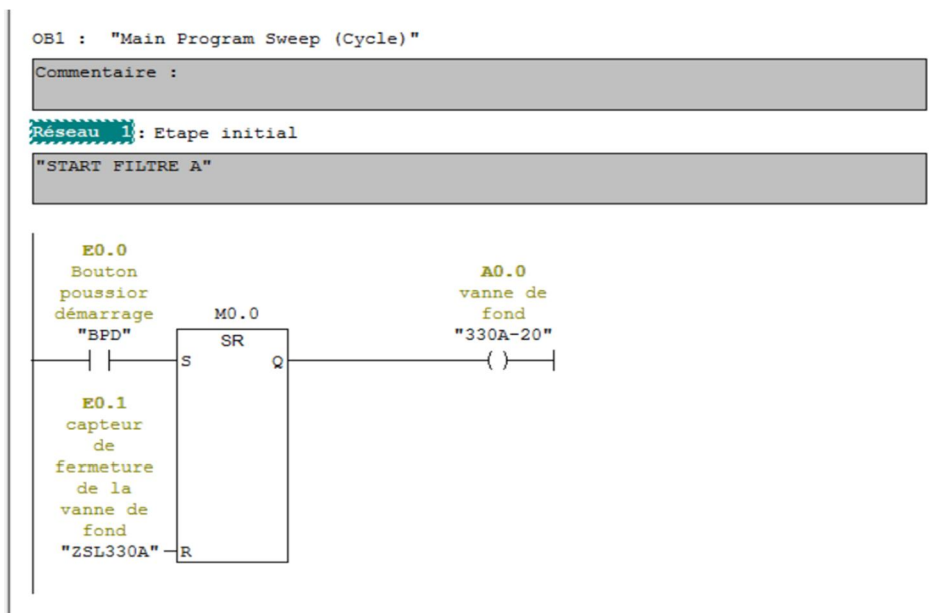 OB1 : "Main Program Sweep (Cycle)"
Commentaire :
Réseau 1: Etape initial
"START FILTRE A"
E0.0
Bouton
poussior
démarrage
"BPD"
M0.0
SR
S
Q
A0.0
vanne de
fond
"330A-20"
( )
E0.1
capteur
de
fermeture
de la
vanne de
fond
"ZSL330A"
R